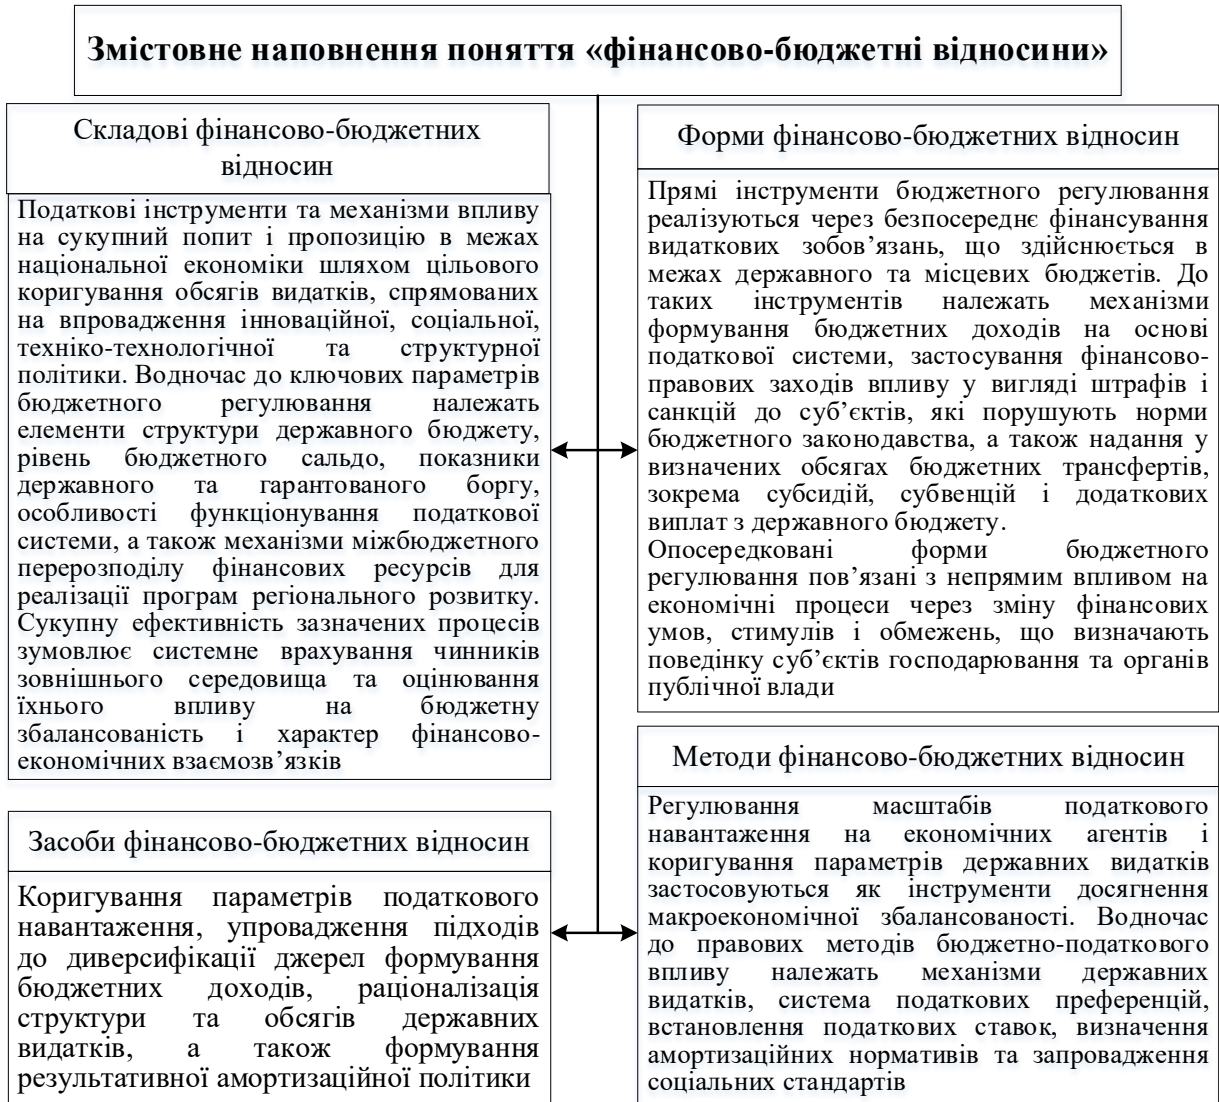 Змістовне наповнення поняття «фінансово-бюджетні відносини»
Складові фінансово-бюджетних
відносин
Податкові інструменти та механізми впливу
на сукупний попит і пропозицію в межах
національної економіки шляхом цільового
коригування обсягів видатків, спрямованих
на впровадження інноваційної, соціальної,
техніко-технологічної та структурної
політики. Водночас до ключових параметрів
бюджетного регулювання належать
елементи структури державного бюджету,
рівень бюджетного сальдо, показники
державного та гарантованого боргу,
особливості функціонування податкової
системи, а також механізми міжбюджетного
перерозподілу фінансових ресурсів для
реалізації програм регіонального розвитку.
Сукупну ефективність зазначених процесів
зумовлює системне врахування чинників
зовнішнього середовища та оцінювання
їхнього впливу на бюджетну
збалансованість і характер фінансово-
економічних взаємозв’язків
Форми фінансово-бюджетних відносин
Прямі інструменти бюджетного регулювання
реалізуються через безпосереднє фінансування
видаткових зобов’язань, що здійснюється в
межах державного та місцевих бюджетів. До
таких інструментів належать механізми
формування бюджетних доходів на основі
податкової системи, застосування фінансово-
правових заходів впливу у вигляді штрафів і
санкцій до суб’єктів, які порушують норми
бюджетного законодавства, а також надання у
визначених обсягах бюджетних трансфертів,
зокрема субсидій, субвенцій і додаткових
виплат з державного бюджету.
Опосередковані форми бюджетного
регулювання пов’язані з непрямим впливом на
економічні процеси через зміну фінансових
умов, стимулів і обмежень, що визначають
поведінку суб’єктів господарювання та органів
публічної влади
Засоби фінансово-бюджетних відносин
Коригування параметрів податкового
навантаження, упровадження підходів
до диверсифікації джерел формування
бюджетних доходів, раціоналізація
структури та обсягів державних
видатків, а також формування
результативної амортизаційної політики
Методи фінансово-бюджетних відносин
Регулювання масштабів податкового
навантаження на економічних агентів і
коригування параметрів державних видатків
застосовуються як інструменти досягнення
макроекономічної збалансованості. Водночас
до правових методів бюджетно-податкового
впливу належать механізми державних
видатків, система податкових преференцій,
встановлення податкових ставок, визначення
амортизаційних нормативів та запровадження
соціальних стандартів